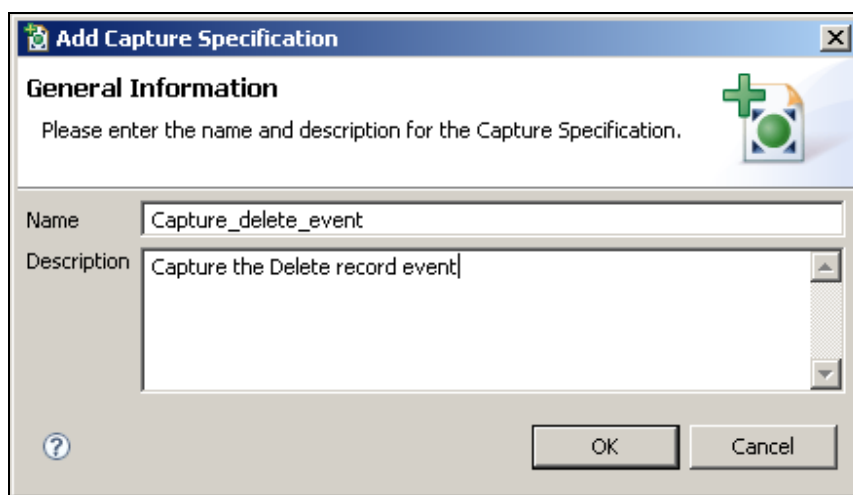 Add Capture Specification
General Information
Please enter the name and description for the Capture Specification.
Name
Capture_delete_event
Description
Capture the Delete record event
OK
Cancel